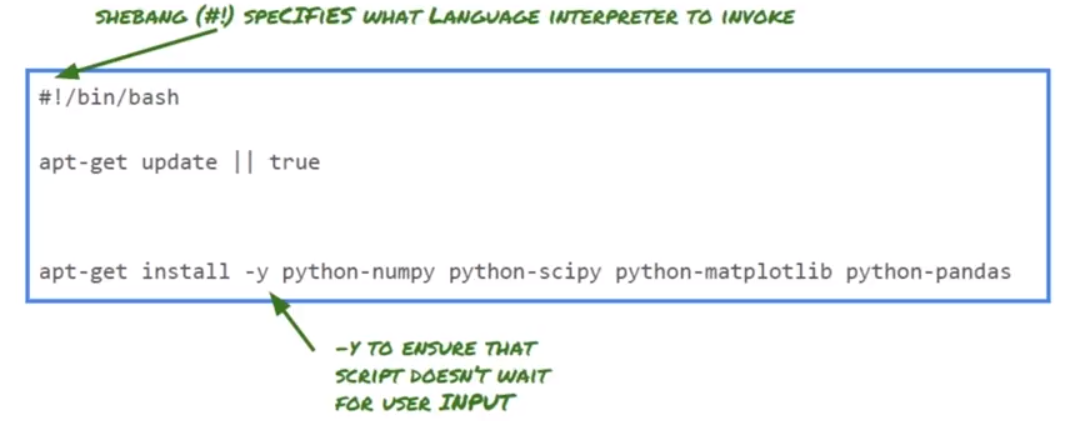 SHEBANG (#!) SPECIFIES WHAT LANGUAGE INTERPRETER TO INVOKE
#!/bin/bash
apt-get update || true
apt-get install -y python-numpy python-scipy python-matplotlib python-pandas
-Y TO ENSURE THAT
SCRIPT DOESN'T WAIT
FOR USER INPUT